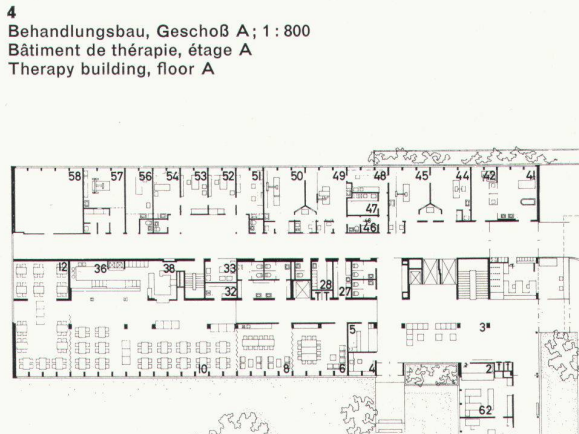 4
Behandlungsbau, Geschoß A; 1 : 800
Bâtiment de thérapie, étage A
Therapy building, floor A
58 57 56 54 53 52 51 50 49 48 45 44 42 41
47
46
12 36 38 33 28 27
32
5 3
10 8 6 4 2
62